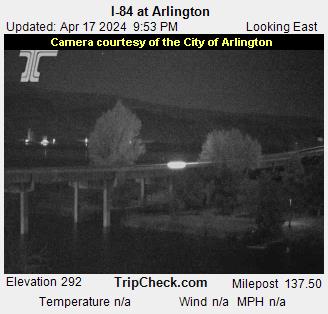 I-84 at Arlington
Updated: Apr 17 2024 9:53 PM Looking East
Camera courtesy of the City of Arlington
Elevation 292 TripCheck.com Milepost 137.50
Temperature n/a Wind n/a MPH n/a